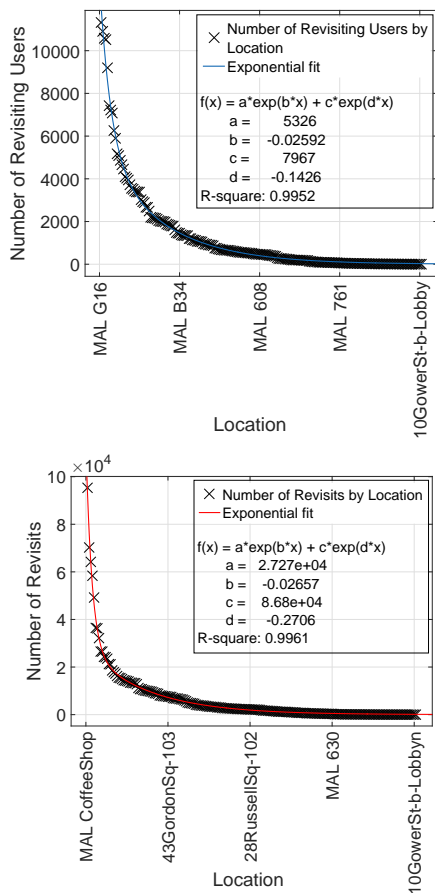 10000
8000
6000
4000
2000
0
Number of Revisiting Users
Number of Revisiting Users by
Location
Exponential fit
f(x) = a*exp(b*x) + c*exp(d*x)
a = 5326
b = -0.02592
c = 7967
d = -0.1426
R-square: 0.9952
MAL G16
MAL B34
MAL 608
MAL 761
10GowerSt-b-Lobby
Location
×10^4
10
8
6
4
2
0
Number of Revisits
Number of Revisits by Location
Exponential fit
f(x) = a*exp(b*x) + c*exp(d*x)
a = 2.727e+04
b = -0.02657
c = 8.68e+04
d = -0.2706
R-square: 0.9961
MAL CoffeeShop
43GordonSq-103
28RussellSq-102
MAL 630
10GowerSt-b-Lobbyn
Location